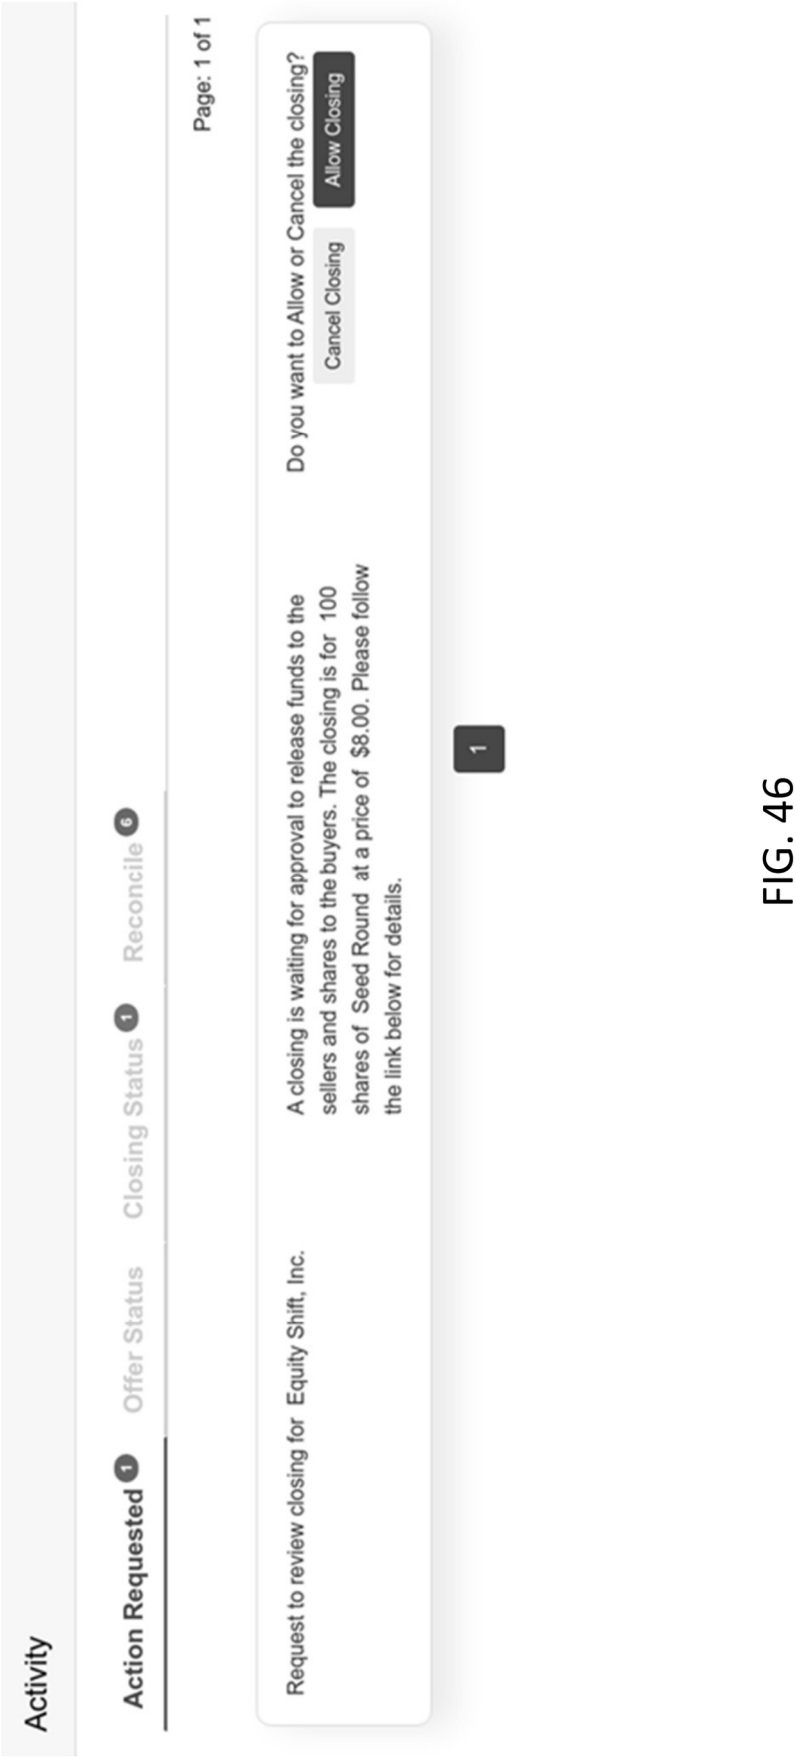 Activity
Action Requested 1 Offer Status Closing Status 1 Reconcile 6
Page: 1 of 1
Request to review closing for Equity Shift, Inc.
A closing is waiting for approval to release funds to the
sellers and shares to the buyers. The closing is for 100
shares of Seed Round at a price of $8.00. Please follow
the link below for details.
Do you want to Allow or Cancel the closing?
Cancel Closing Allow Closing
1
FIG. 46